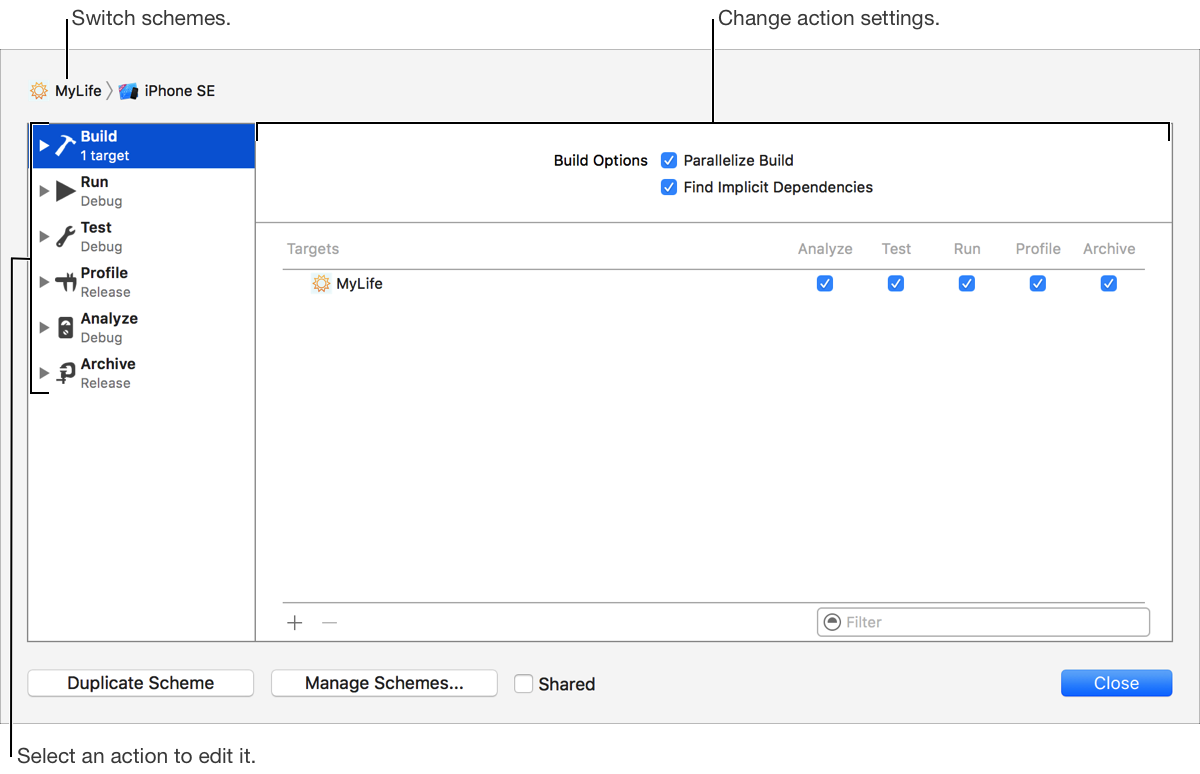 Switch schemes.
Change action settings.
MyLife
iPhone SE
Build
1 target
Run
Debug
Test
Debug
Profile
Release
Analyze
Debug
Archive
Release
Build Options
Parallelize Build
Find Implicit Dependencies
Targets Analyze Test Run Profile Archive
MyLife
Filter
Duplicate Scheme
Manage Schemes...
Shared
Close
Select an action to edit it.